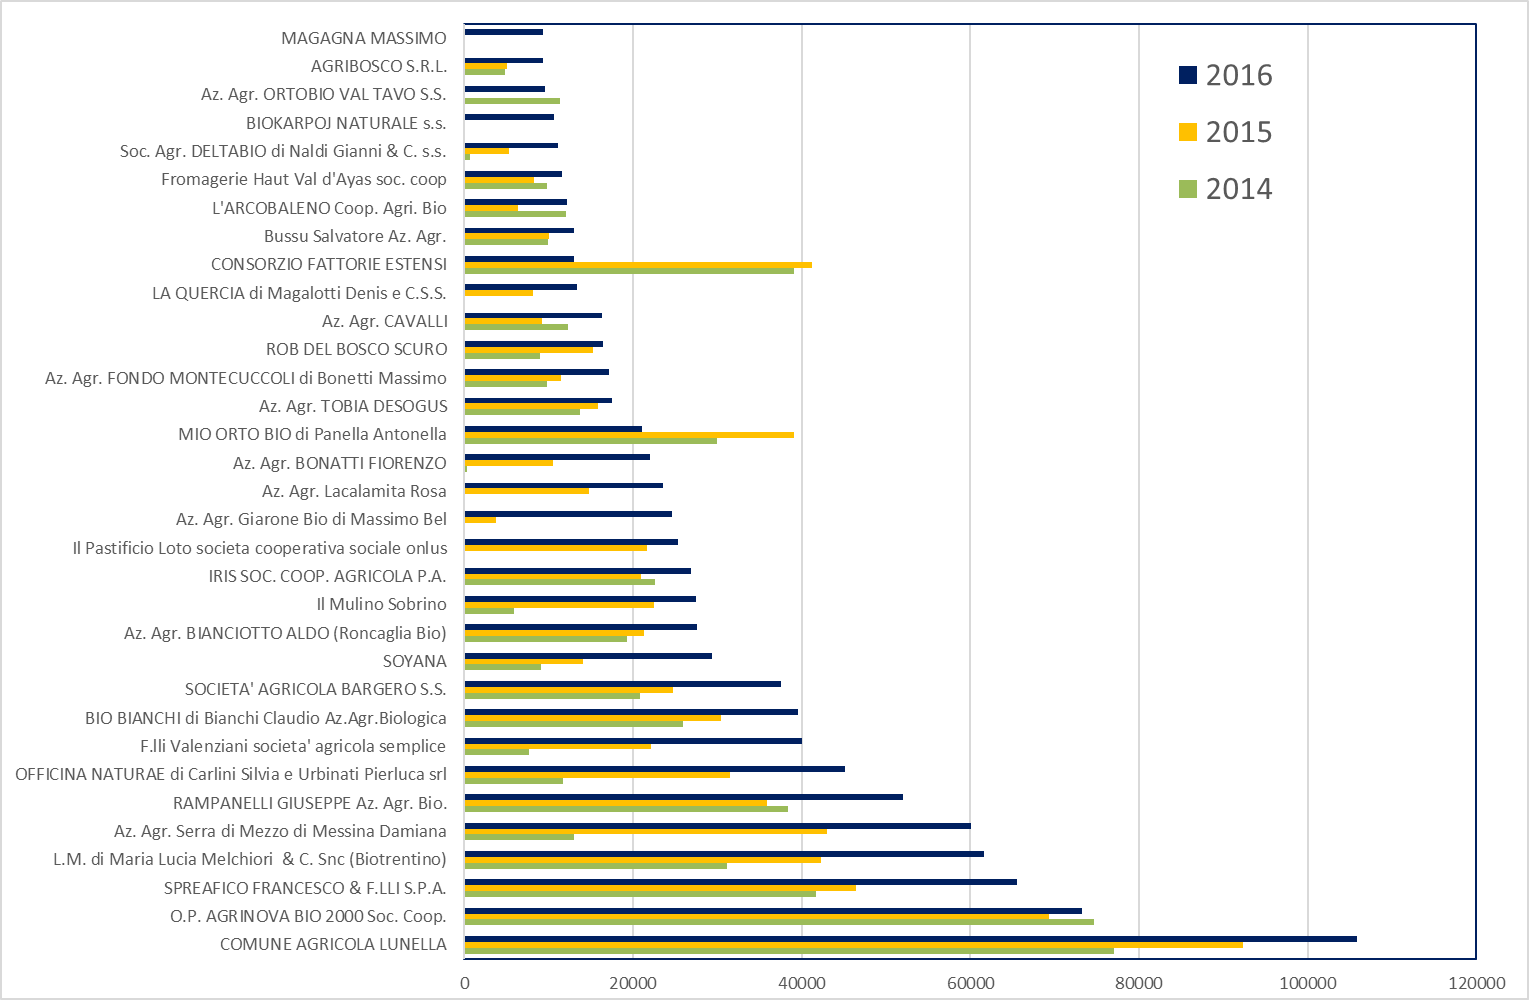 MAGAGNA MASSIMO
AGRIBOSCO S.R.L.
Az. Agr. ORTOBIO VAL TAVO S.S.
BIOKARPOJ NATURALE s.s.
Soc. Agr. DELTABIO di Naldi Gianni & C. s.s.
Fromagerie Haut Val d'Ayas soc. coop
L'ARCOBALENO Coop. Agri. Bio
Bussu Salvatore Az. Agr.
CONSORZIO FATTORIE ESTENSI
LA QUERCIA di Magalotti Denis e C.S.S.
Az. Agr. CAVALLI
ROB DEL BOSCO SCURO
Az. Agr. FONDO MONTECUCCOLI di Bonetti Massimo
Az. Agr. TOBIA DESOGUS
MIO ORTO BIO di Panella Antonella
Az. Agr. BONATTI FIORENZO
Az. Agr. Lacalamita Rosa
Az. Agr. Giarone Bio di Massimo Bel
Il Pastificio Loto societa cooperativa sociale onlus
IRIS SOC. COOP. AGRICOLA P.A.
Il Mulino Sobrino
Az. Agr. BIANCIOTTO ALDO (Roncaglia Bio)
SOYANA
SOCIETA' AGRICOLA BARGERO S.S.
BIO BIANCHI di Bianchi Claudio Az.Agr.Biologica
F.lli Valenziani societa' agricola semplice
OFFICINA NATURAE di Carlini Silvia e Urbinati Pierluca srl
RAMPANELLI GIUSEPPE Az. Agr. Bio.
Az. Agr. Serra di Mezzo di Messina Damiana
L.M. di Maria Lucia Melchiori  & C. Snc (Biotrentino)
SPREAFICO FRANCESCO & F.LLI S.P.A.
O.P. AGRINOVA BIO 2000 Soc. Coop.
COMUNE AGRICOLA LUNELLA
0 20000 40000 60000 80000 100000 120000
2016
2015
2014